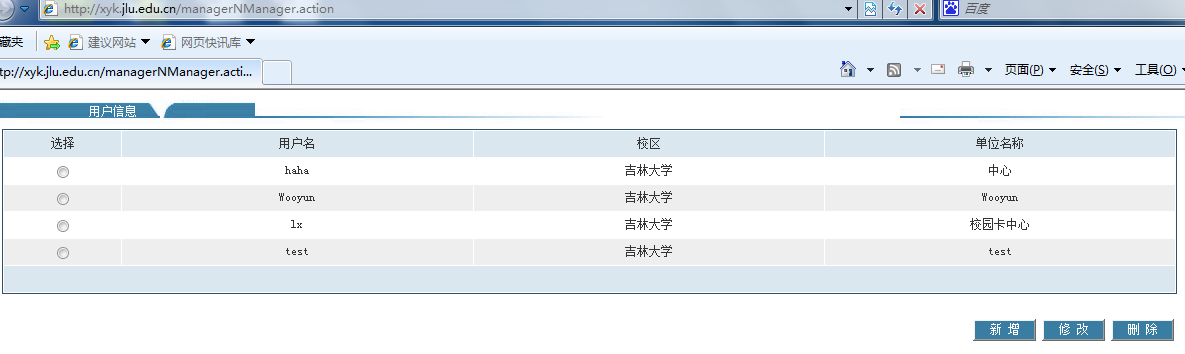 http://xyk.jlu.edu.cn/managerNManager.action 百度
藏夹 建议网站 网页快讯库
tp://xyk.jlu.edu.cn/managerNManager.acti... 页面(P) 安全(S) 工具(O)
用户信息
选择 用户名 校区 单位名称
haha 吉林大学 中心
Wooyun 吉林大学 Wooyun
lx 吉林大学 校园卡中心
test 吉林大学 test
新 增 修 改 删 除